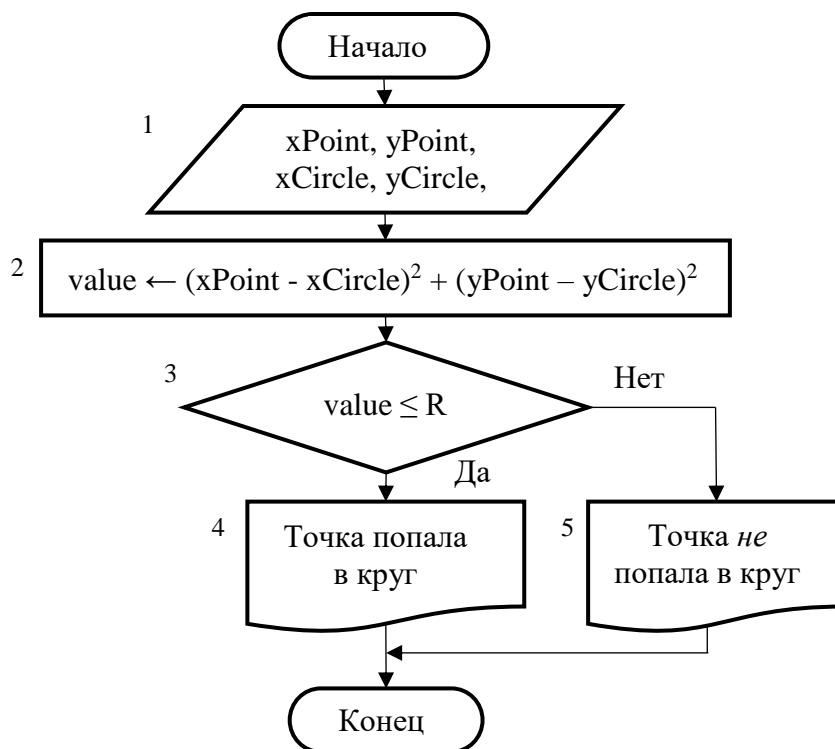 Начало
1
xPoint, yPoint,
xCircle, yCircle,
2
value ← (xPoint - xCircle)² + (yPoint – yCircle)²
3
value ≤ R
Нет
Да
4
Точка попала
в круг
5
Точка не
попала в круг
Конец